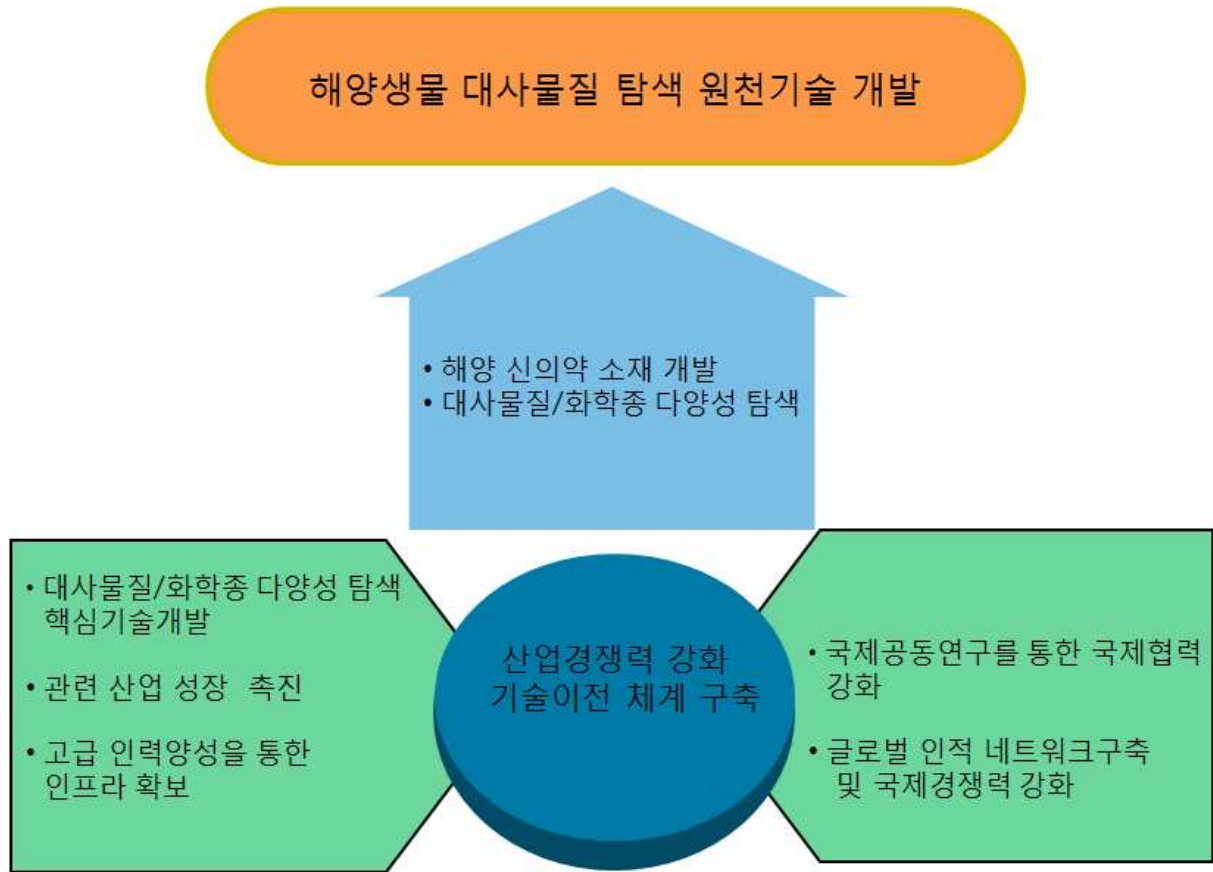 해양생물 대사물질 탐색 원천기술 개발
• 해양 신의약 소재 개발
• 대사물질/화학종 다양성 탐색
• 대사물질/화학종 다양성 탐색
핵심기술개발
• 관련 산업 성장 촉진
• 고급 인력양성을 통한
인프라 확보
산업경쟁력 강화
기술이전 체계 구축
• 국제공동연구를 통한 국제협력
강화
• 글로벌 인적 네트워크구축
및 국제경쟁력 강화